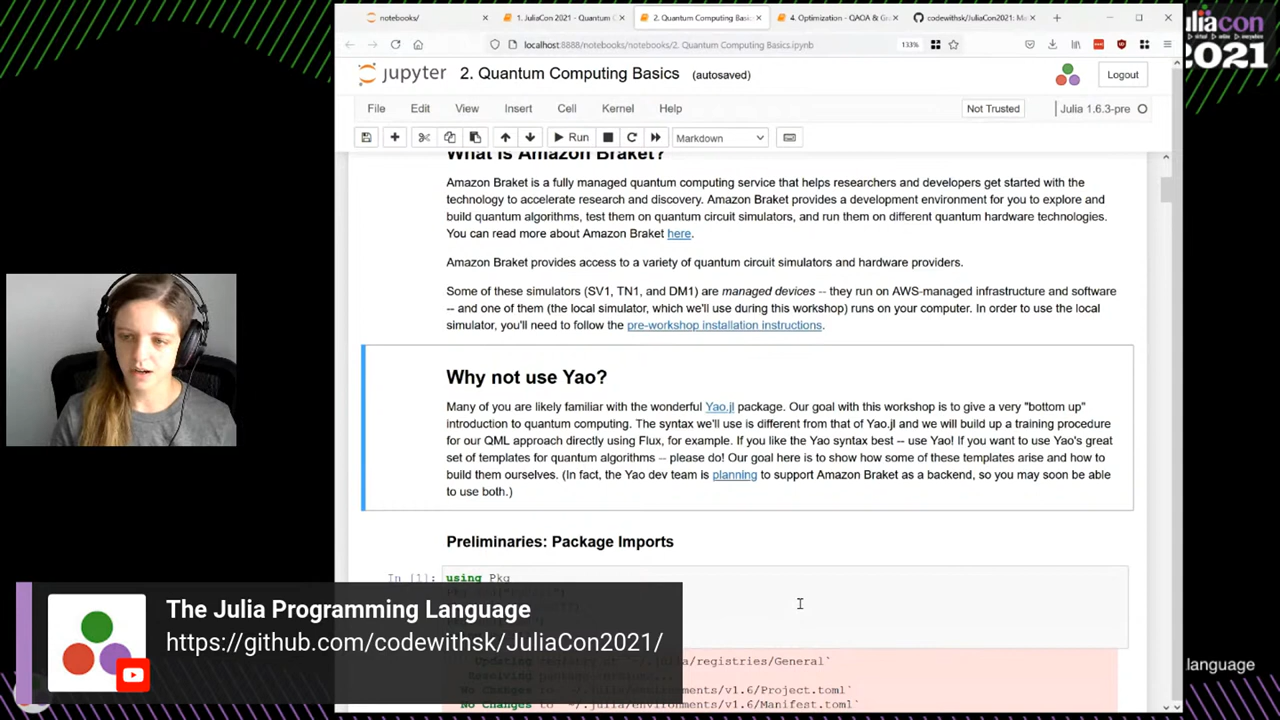 notebooks/
1. JuliaCon 2021 - Quantum C
2. Quantum Computing Basic
4. Optimization - QAOA & Gr
codewithsk/JuliaCon2021: Ma
localhost:8888/notebooks/notebooks/2. Quantum Computing Basics.ipynb
133%
juliacon
2021
jupyter
2. Quantum Computing Basics (autosaved)
Logout
File Edit View Insert Cell Kernel Help
Not Trusted
Julia 1.6.3-pre
Run
Markdown
What is Amazon Braket?
Amazon Braket is a fully managed quantum computing service that helps researchers and developers get started with the
technology to accelerate research and discovery. Amazon Braket provides a development environment for you to explore and
build quantum algorithms, test them on quantum circuit simulators, and run them on different quantum hardware technologies.
You can read more about Amazon Braket here.
Amazon Braket provides access to a variety of quantum circuit simulators and hardware providers.
Some of these simulators (SV1, TN1, and DM1) are managed devices -- they run on AWS-managed infrastructure and software
-- and one of them (the local simulator, which we'll use during this workshop) runs on your computer. In order to use the local
simulator, you'll need to follow the pre-workshop installation instructions.
Why not use Yao?
Many of you are likely familiar with the wonderful Yao.jl package. Our goal with this workshop is to give a very "bottom up"
introduction to quantum computing. The syntax we'll use is different from that of Yao.jl and we will build up a training procedure
for our QML approach directly using Flux, for example. If you like the Yao syntax best -- use Yao! If you want to use Yao's great
set of templates for quantum algorithms -- please do! Our goal here is to show how some of these templates arise and how to
build them ourselves. (In fact, the Yao dev team is planning to support Amazon Braket as a backend, so you may soon be able
to use both.)
Preliminaries: Package Imports
In [1]: using Pkg
The Julia Programming Language
https://github.com/codewithsk/JuliaCon2021/
Updating registry at `~/.julia/registries/General`
Resolving package
No Changes to `~/.julia/environments/v1.6/Project.toml`
No Changes to `~/.julia/environments/v1.6/Manifest.toml`
language